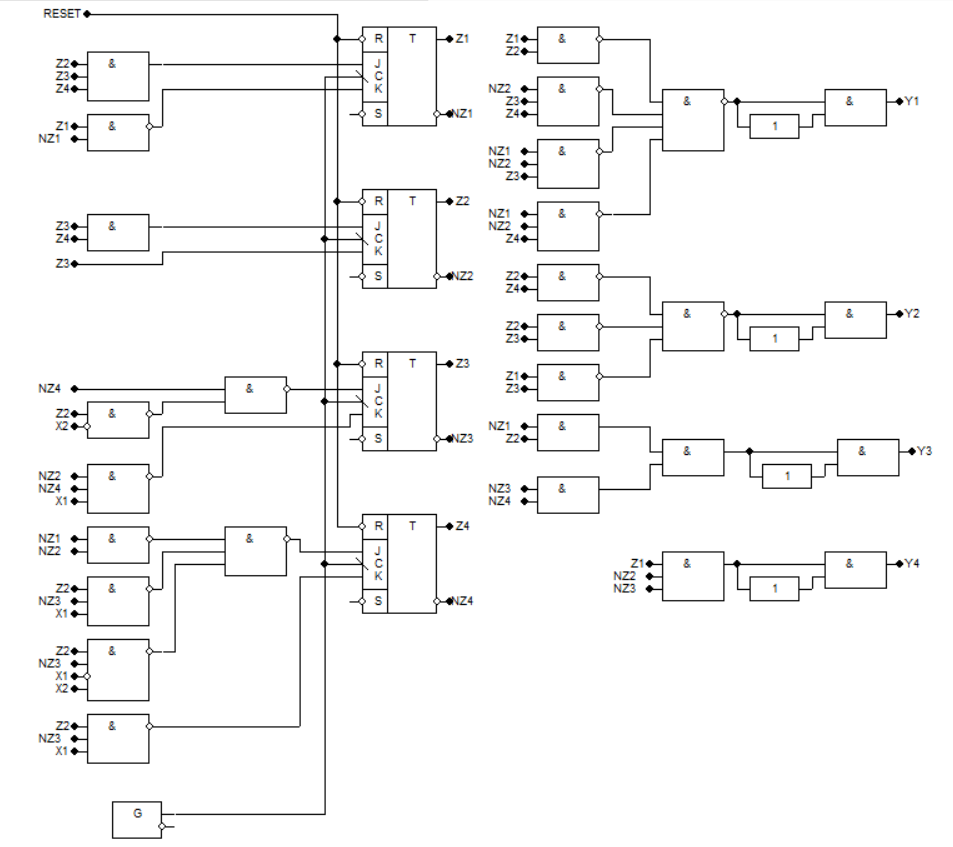 RESET
R T Z1
Z2 & J
Z3 C
Z4 K
Z1 & S NZ1
NZ1
R T Z2
Z3 & J
Z4 C
Z3 K
S NZ2
R T Z3
NZ4 & J
Z2 & C
X2 K
S NZ3
NZ2 &
NZ4
X1
R T Z4
NZ1 & & J
NZ2 C
K
Z2 & S NZ4
NZ3
X1
Z2 &
NZ3
X1
X2
Z2 &
NZ3
X1
G
Z1 &
Z2
NZ2 & & & Y1
Z3 1
Z4
NZ1 &
NZ2
Z3
NZ1 &
NZ2
Z4
Z2 &
Z4
Z2 & & & Y2
Z3 1
Z1 &
Z3
NZ1 &
Z2 & & Y3
1
NZ3 &
NZ4
Z1 & & Y4
NZ2 1
NZ3